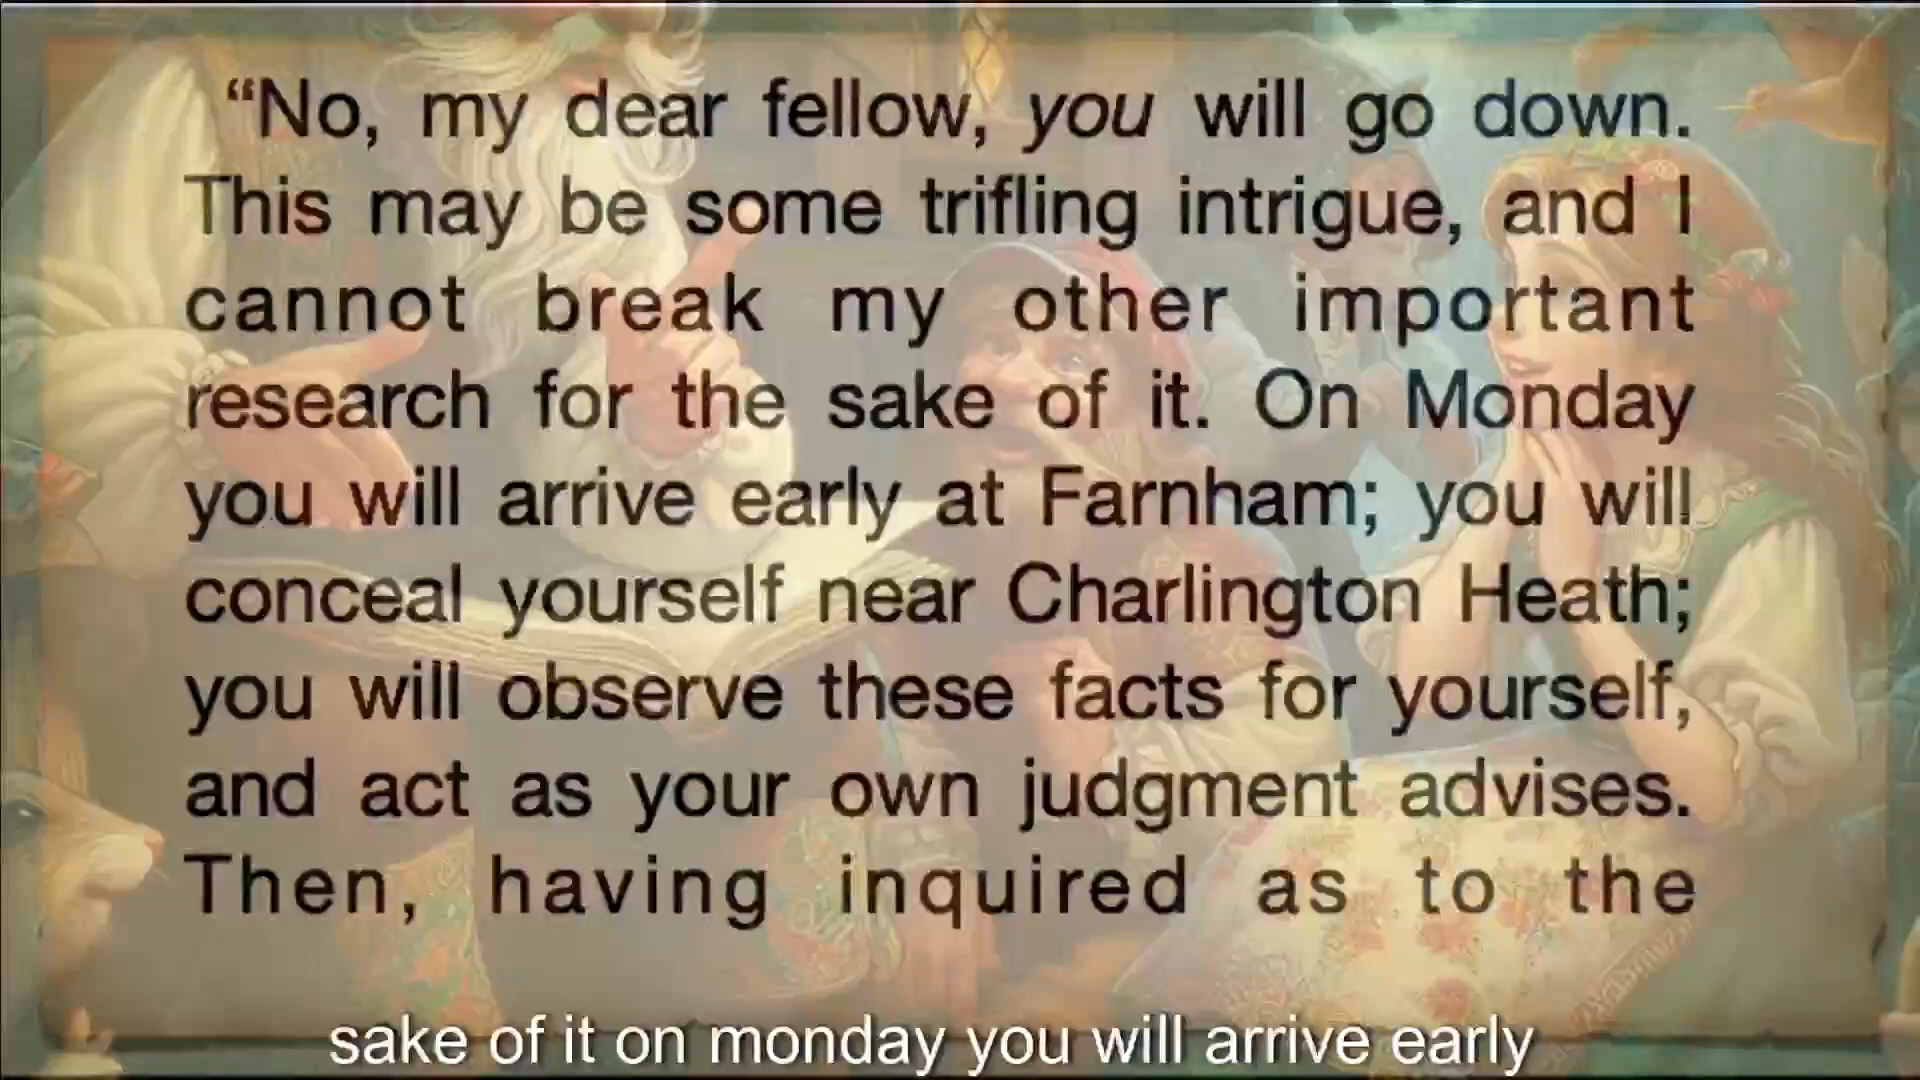 “No, my dear fellow, you will go down.
This may be some trifling intrigue, and I
cannot break my other important
research for the sake of it. On Monday
you will arrive early at Farnham; you will
conceal yourself near Charlington Heath;
you will observe these facts for yourself,
and act as your own judgment advises.
Then, having inquired as to the
sake of it on monday you will arrive early